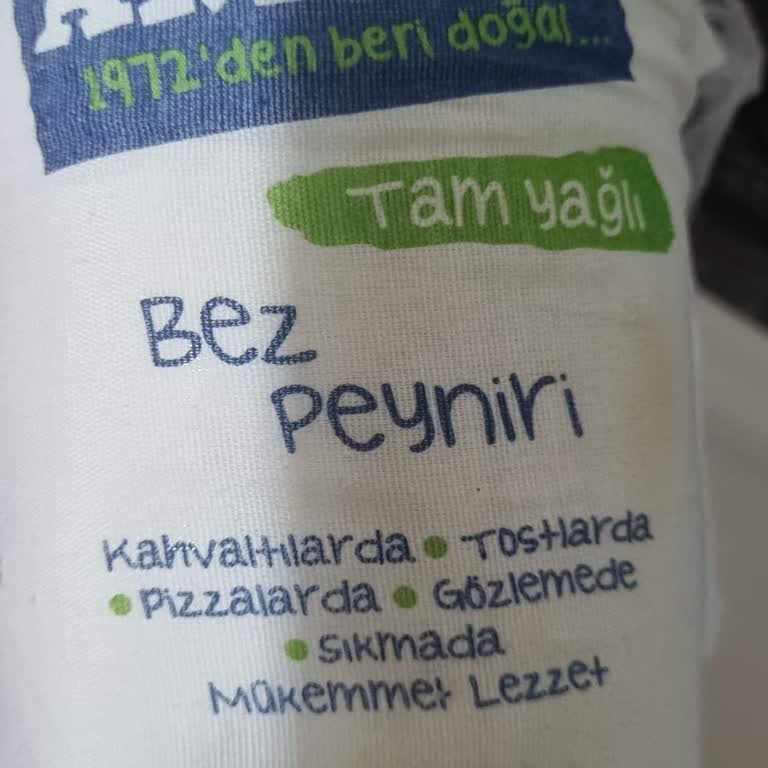 1972'den beri doğal...
Tam yağlı
Bez
Peyniri
Kahvaltılarda • Tostlarda
• Pizzalarda • Gözlemede
• Sıkmada
Mükemmel Lezzet